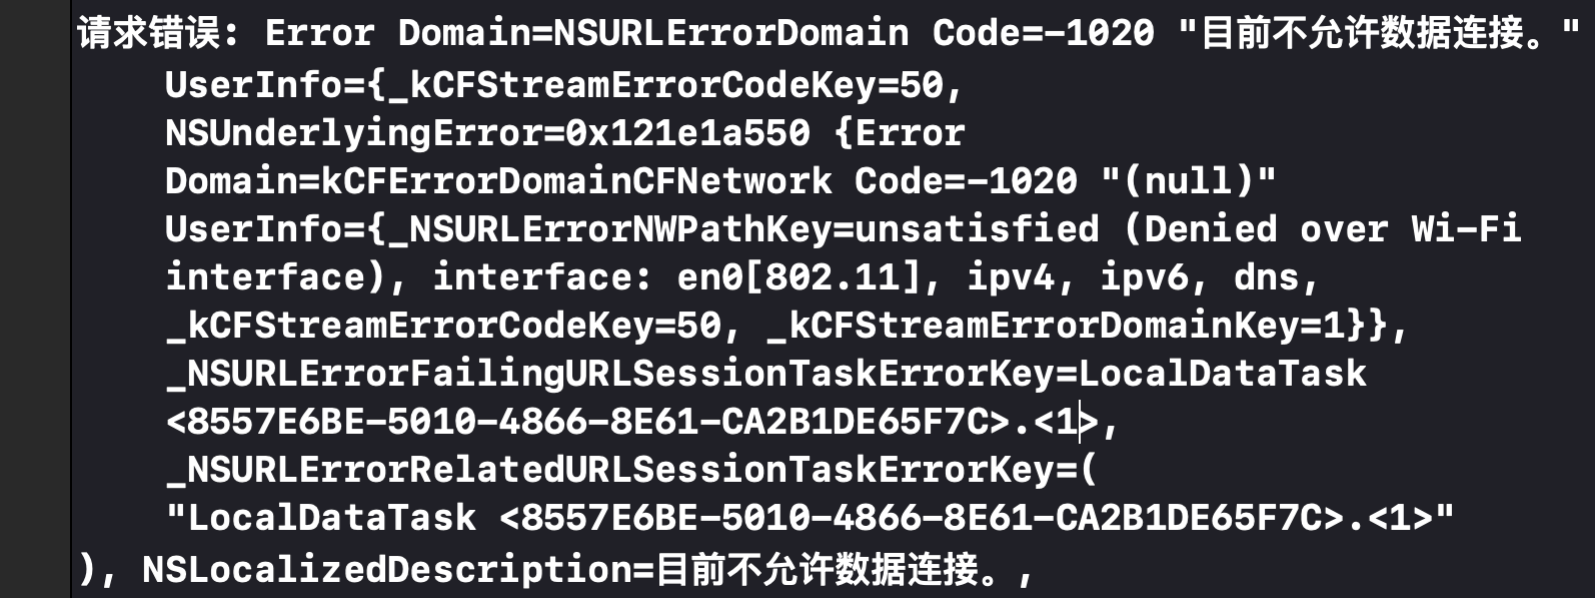 请求错误: Error Domain=NSURLErrorDomain Code=-1020 "目前不允许数据连接。"
UserInfo={_kCFStreamErrorCodeKey=50,
NSUnderlyingError=0x121e1a550 {Error
Domain=kCFErrorDomainCFNetwork Code=-1020 "(null)"
UserInfo={_NSURLErrorNWPathKey=unsatisfied (Denied over Wi-Fi
interface), interface: en0[802.11], ipv4, ipv6, dns,
_kCFStreamErrorCodeKey=50, _kCFStreamErrorDomainKey=1}},
_NSURLErrorFailingURLSessionTaskErrorKey=LocalDataTask
<8557E6BE-5010-4866-8E61-CA2B1DE65F7C>.<1>,
_NSURLErrorRelatedURLSessionTaskErrorKey=(
"LocalDataTask <8557E6BE-5010-4866-8E61-CA2B1DE65F7C>.<1>"
), NSLocalizedDescription=目前不允许数据连接。,